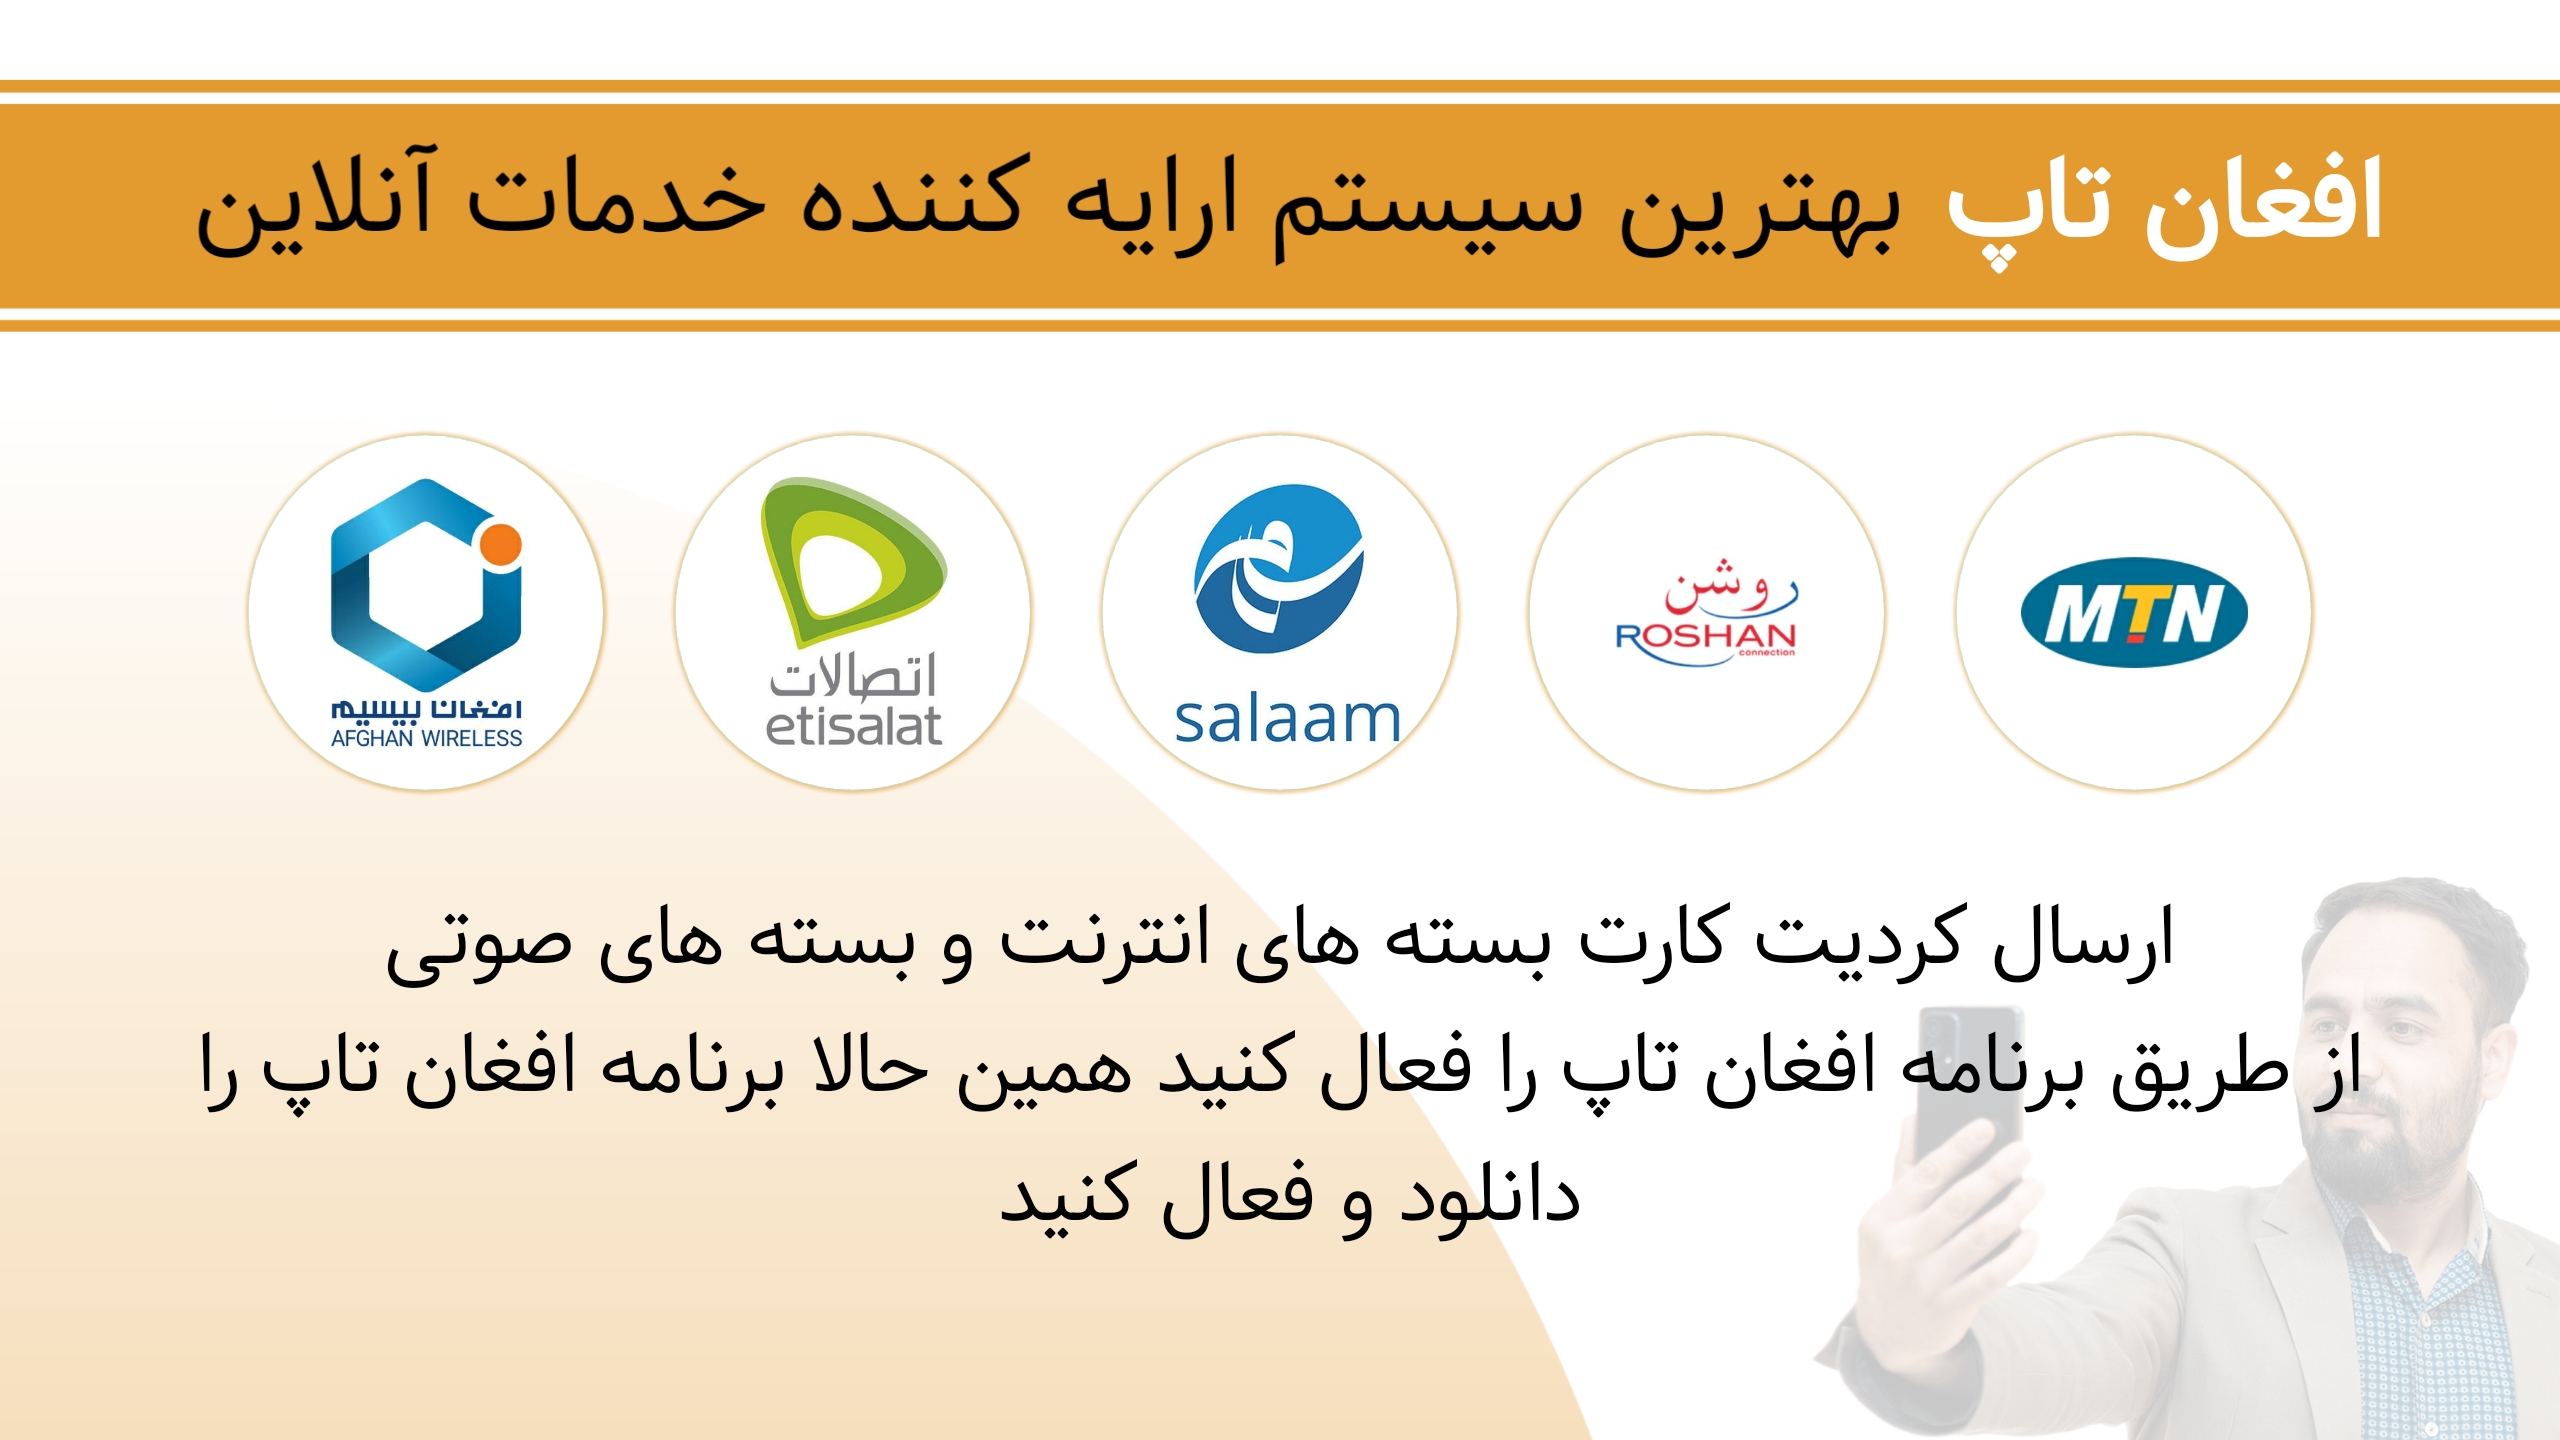 افغان تاپ بهترین سیستم ارایه کننده خدمات آنلاین
MTN
روشن
ROSHAN
connection
salaam
اتصالات
etisalat
افغان بیسیم
AFGHAN WIRELESS
ارسال کردیت کارت بسته های انترنت و بسته های صوتی
از طریق برنامه افغان تاپ را فعال کنید همین حالا برنامه افغان تاپ را
دانلود و فعال کنید